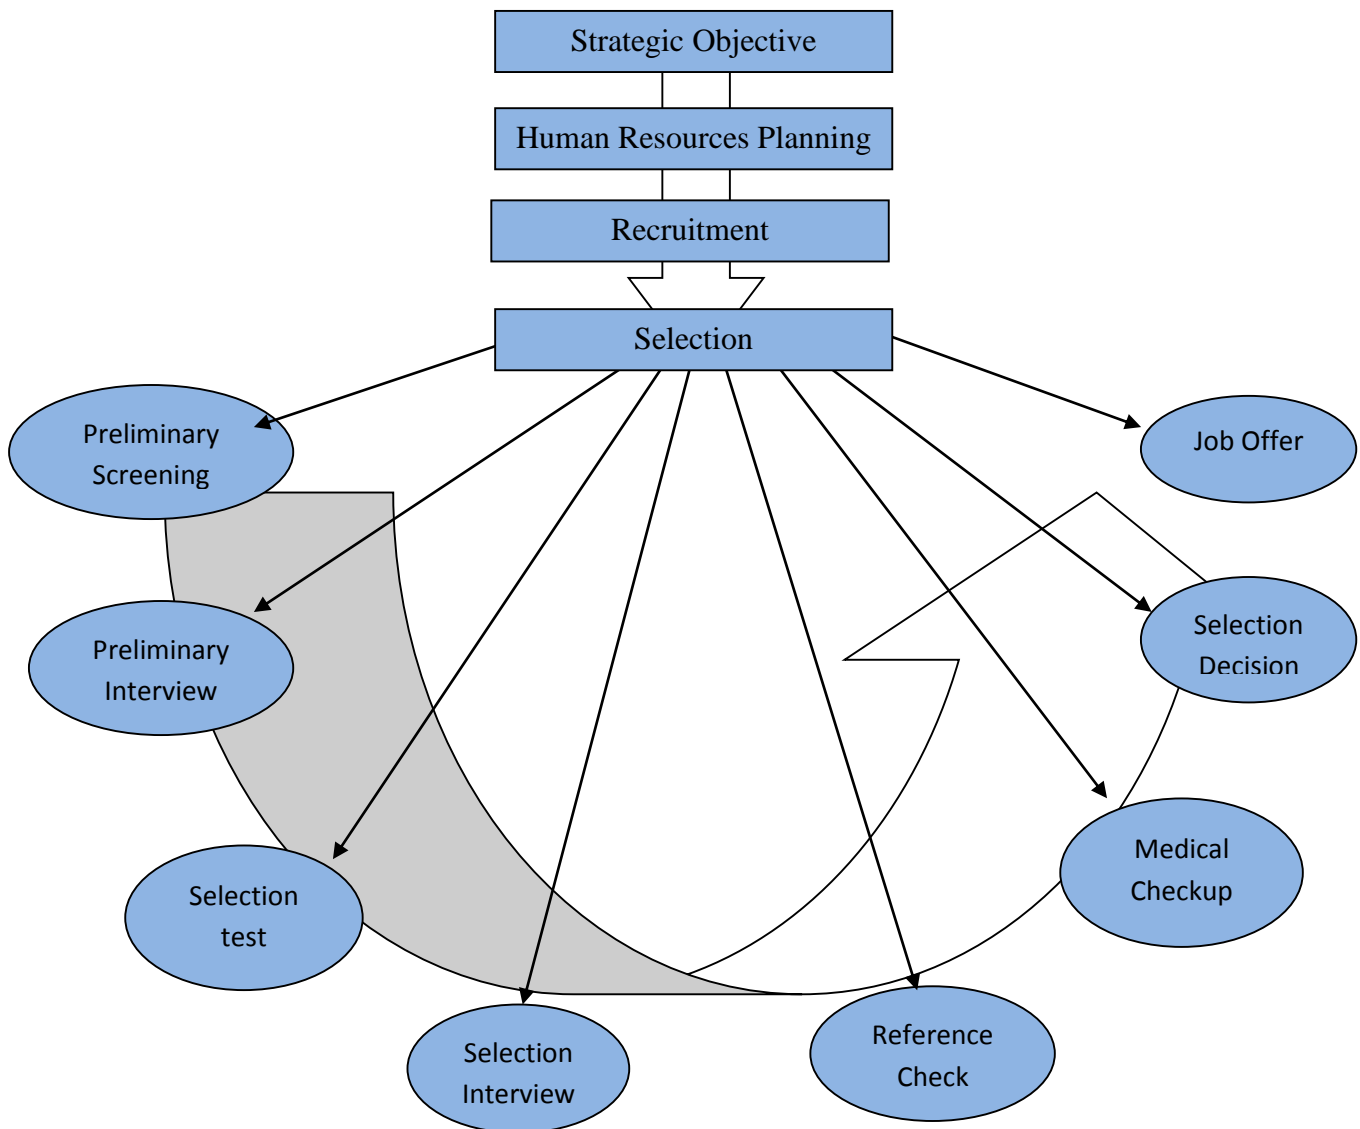 Strategic Objective
Human Resources Planning
Recruitment
Selection
Preliminary
Screening
Preliminary
Interview
Selection
test
Selection
Interview
Reference
Check
Medical
Checkup
Selection
Decision
Job Offer